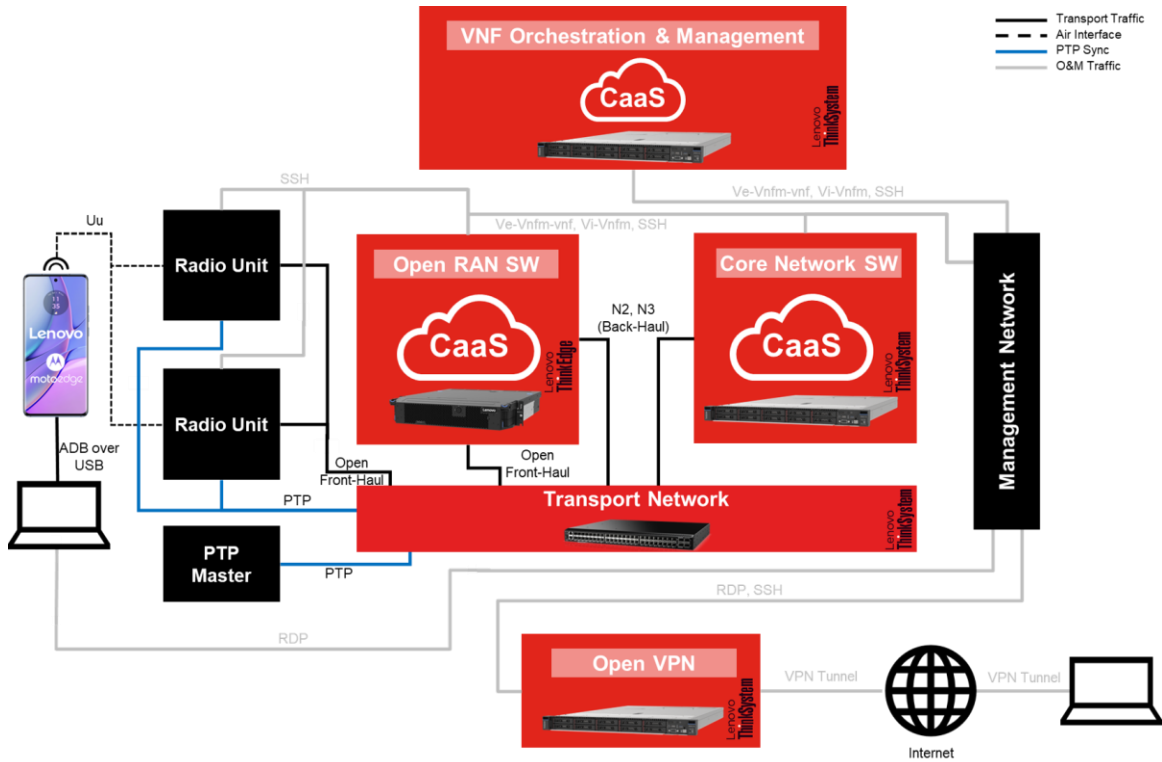 VNF Orchestration & Management
CaaS
Lenovo
ThinkSystem
Transport Traffic
Air Interface
PTP Sync
O&M Traffic
SSH
Ve-Vnfm-vnf, Vi-Vnfm, SSH
Ve-Vnfm-vnf, Vi-Vnfm, SSH
Uu
Radio Unit
Open RAN SW
CaaS
Lenovo
ThinkEdge
N2, N3
(Back-Haul)
Core Network SW
CaaS
Lenovo
ThinkSystem
Management Network
11
35
Lenovo
motoedge
Radio Unit
ADB over
USB
Open
Front-Haul
Open
Front-Haul
PTP
Transport Network
Lenovo
ThinkSystem
PTP
Master
PTP
RDP
RDP, SSH
Open VPN
Lenovo
ThinkSystem
VPN Tunnel
VPN Tunnel
Internet